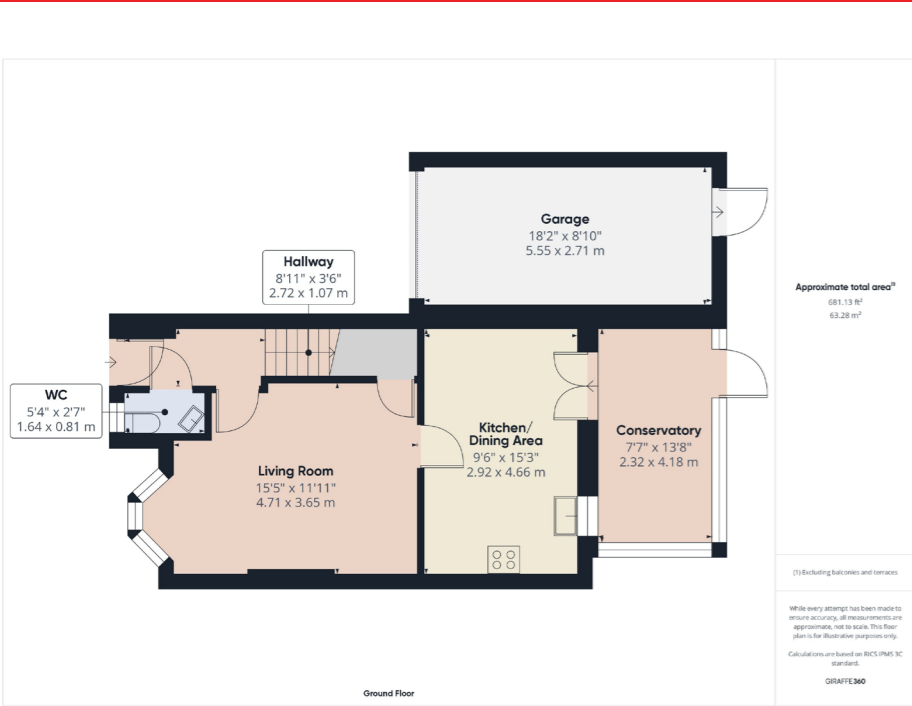 Garage
18'2" x 8'10"
5.55 x 2.71 m
Hallway
8'11" x 3'6"
2.72 x 1.07 m
WC
5'4" x 2'7"
1.64 x 0.81 m
Living Room
15'5" x 11'11"
4.71 x 3.65 m
Kitchen/
Dining Area
9'6" x 15'3"
2.92 x 4.66 m
Conservatory
7'7" x 13'8"
2.32 x 4.18 m
Ground Floor
Approximate total area⁽¹⁾
681.13 ft²
63.28 m²
(1) Excluding balconies and terraces
While every attempt has been made to
ensure accuracy, all measurements are
approximate, not to scale. This floor
plan is for illustrative purposes only.
Calculations are based on RICS IPMS 3C
standard.
GIRAFFE360